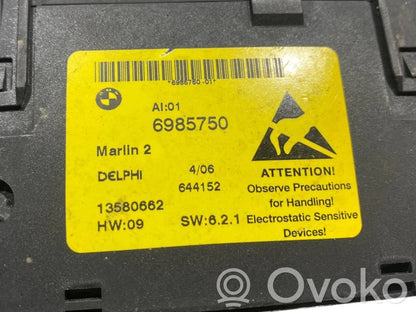 *6985750-01*
BMW
AI:01
6985750
Marlin 2
DELPHI
4/06
644152
13580662
HW:09
SW:6.2.1
ATTENTION!
Observe Precautions
for Handling!
Electrostatic Sensitive
Devices!
Ovoko